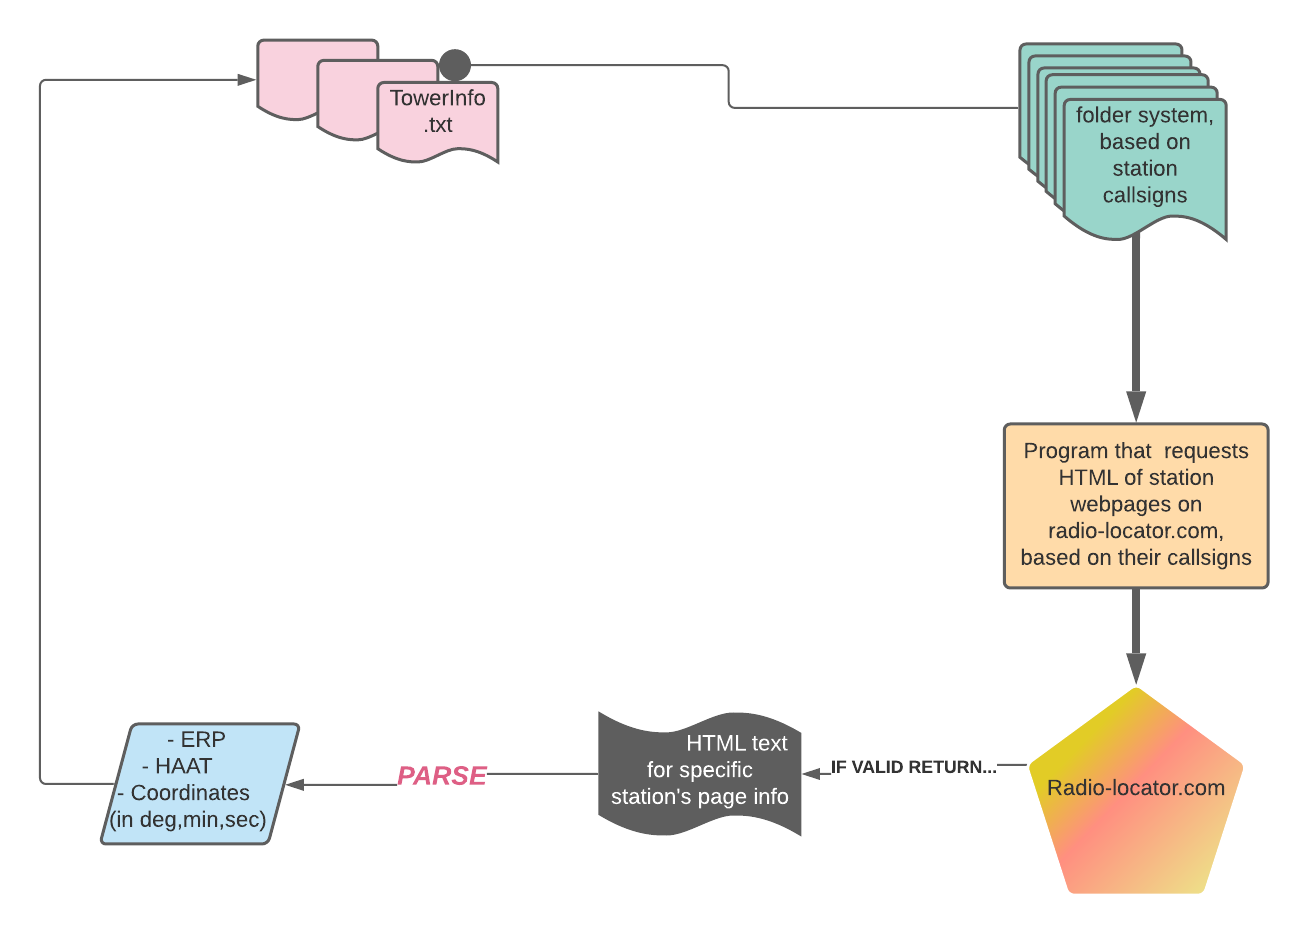 TowerInfo
.txt
folder system,
based on
station
callsigns
Program that  requests
HTML of station
webpages on
radio-locator.com,
based on their callsigns
Radio-locator.com
IF VALID RETURN...
HTML text
for specific
station's page info
PARSE
- ERP
- HAAT
- Coordinates
(in deg,min,sec)